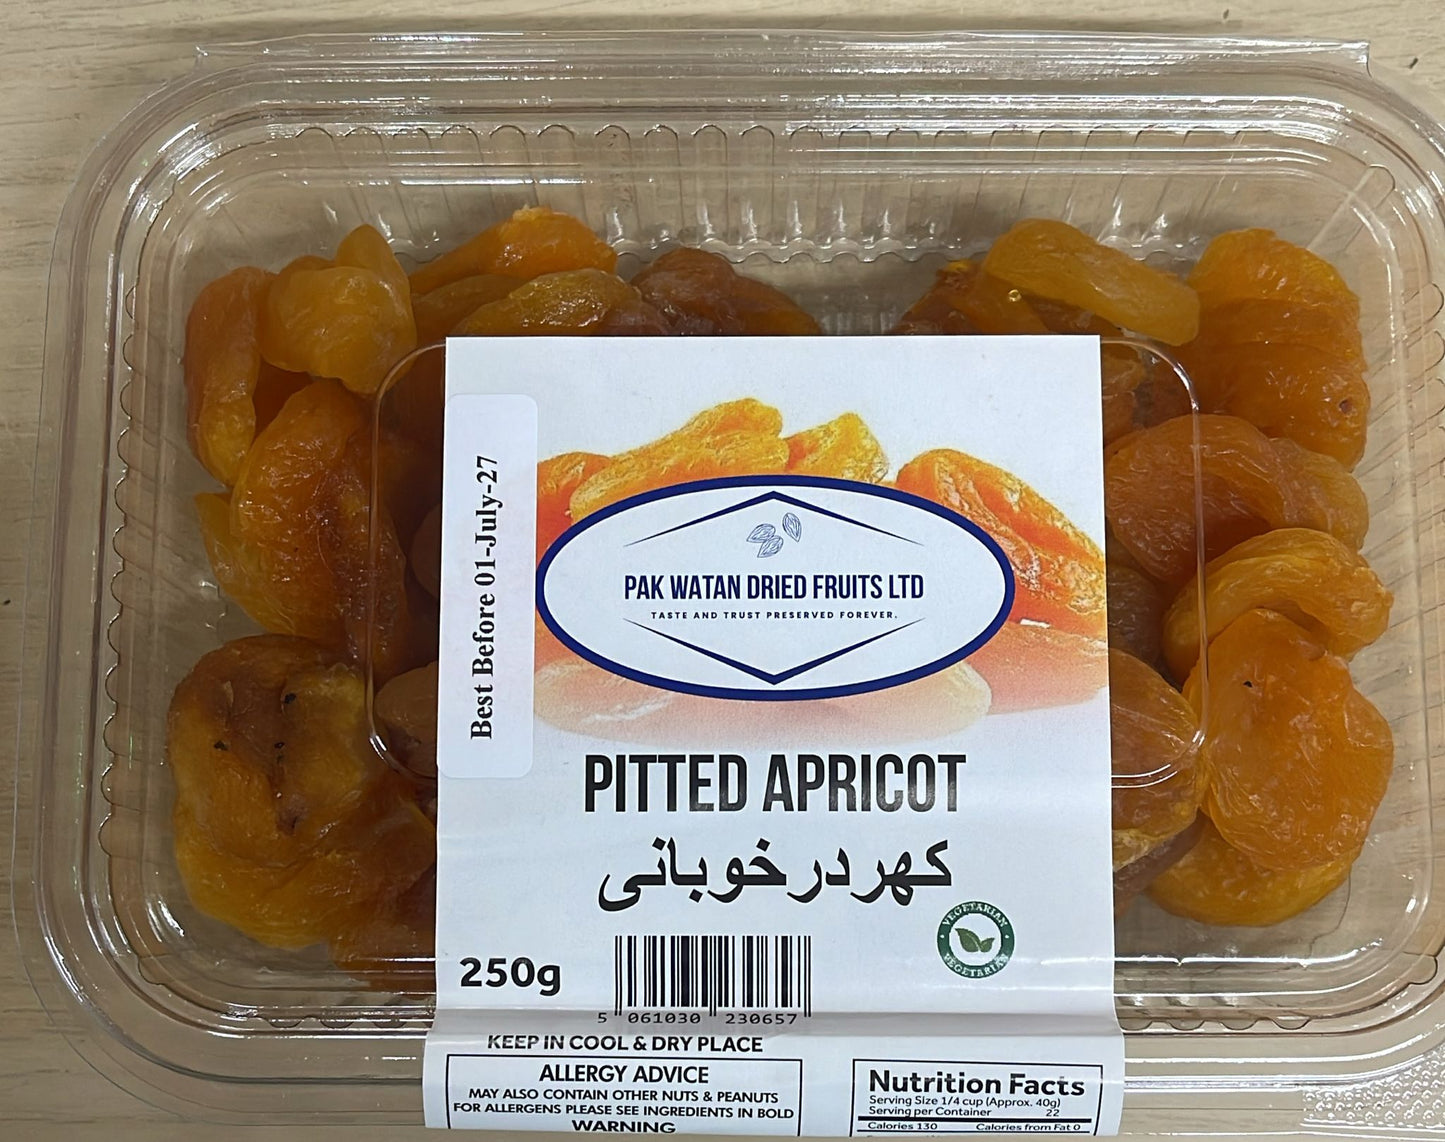 Best Before 01-July-27
PAK WATAN DRIED FRUITS LTD
TASTE AND TRUST PRESERVED FOREVER.
PITTED APRICOT
کھردرخوبانی
VEGETARIAN
VEGETARIAN
250g
5 061030 230657
KEEP IN COOL & DRY PLACE
ALLERGY ADVICE
MAY ALSO CONTAIN OTHER NUTS & PEANUTS
FOR ALLERGENS PLEASE SEE INGREDIENTS IN BOLD
WARNING
Nutrition Facts
Serving Size 1/4 cup (Approx. 40g)
Serving per Container 22
Calories 130 Calories from Fat 0